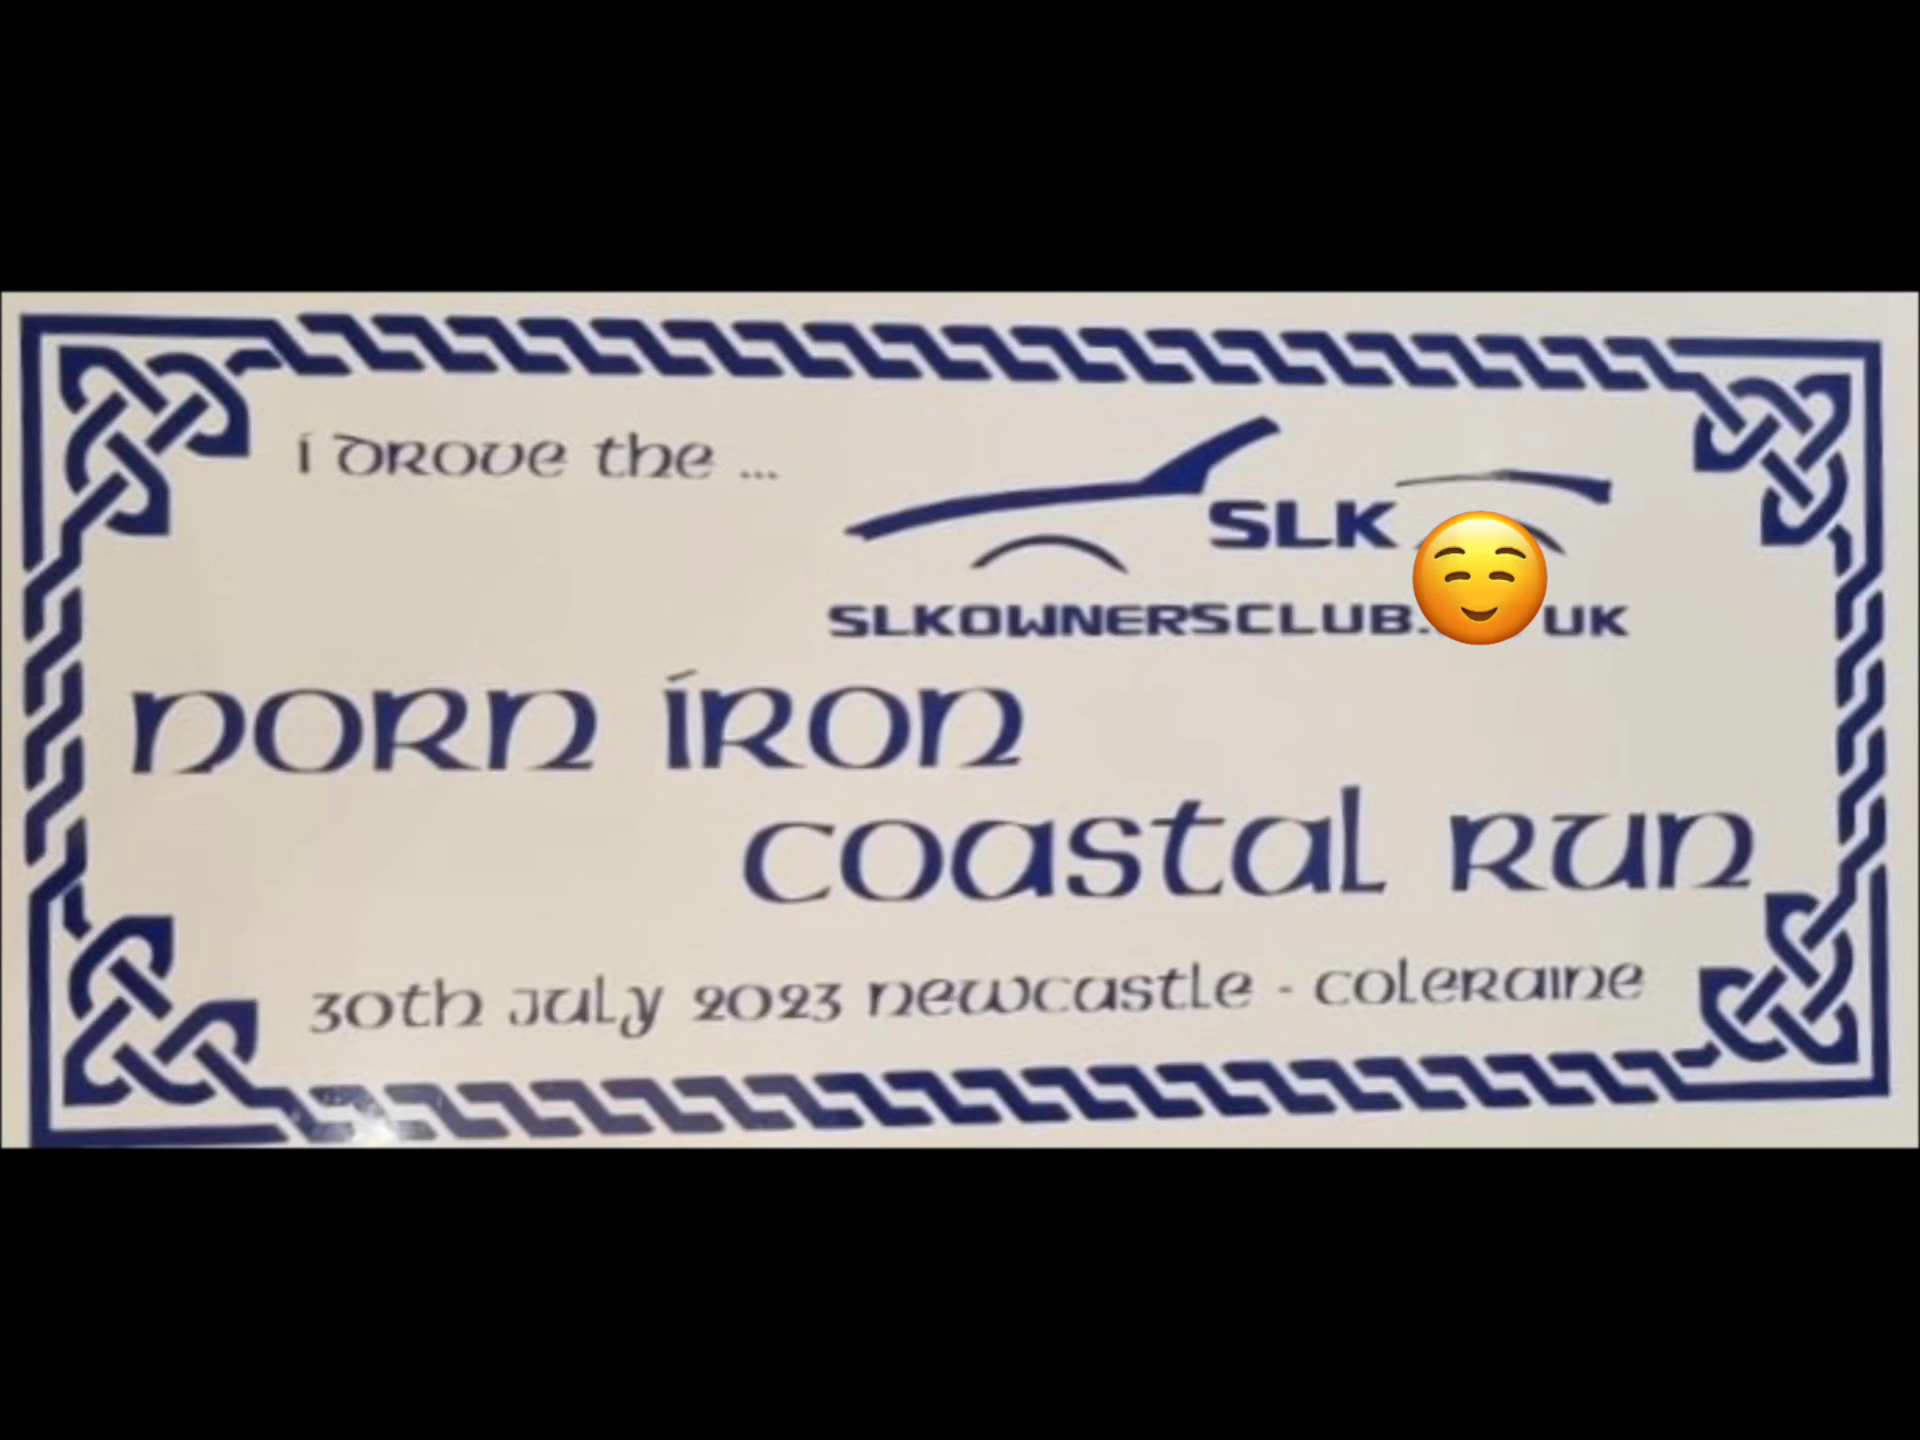 I DROVE the ...
SLK
SLKOWNERSCLUB. UK
NORN ÍRON
COASTAL RUN
30th July 2023 Newcastle - Coleraine